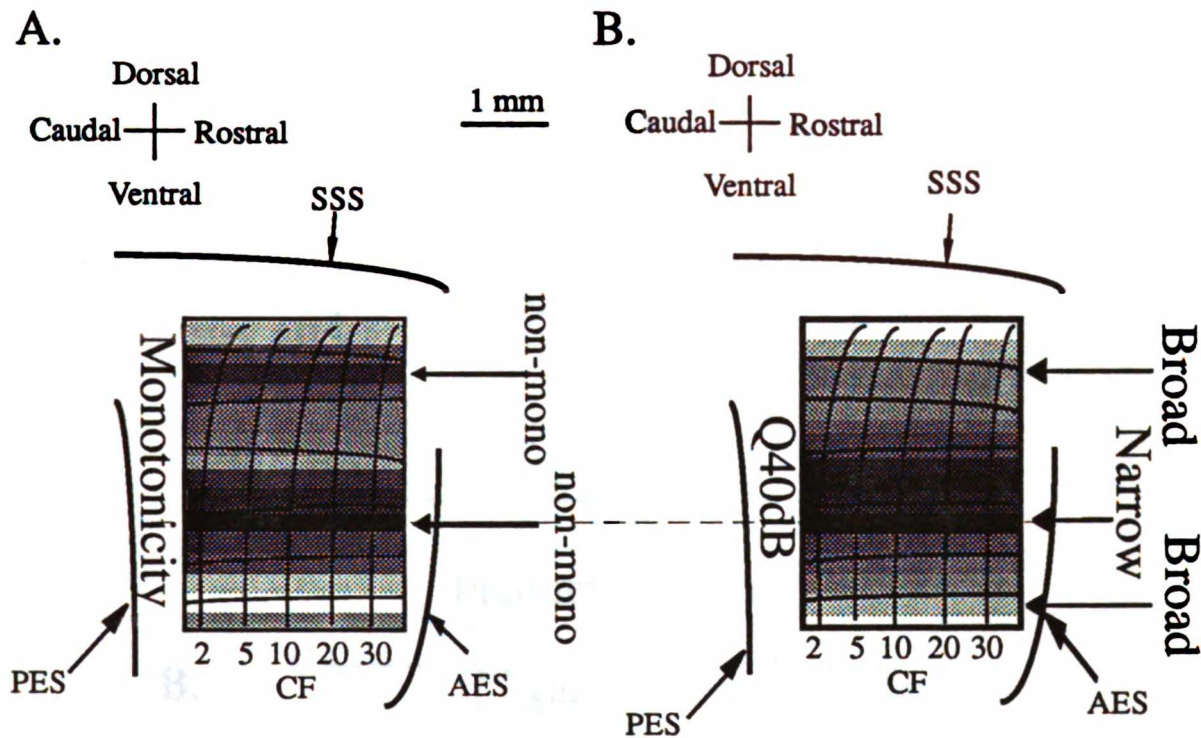 A.
Dorsal
Caudal
Rostral
Ventral
1 mm
SSS
Monotonicity
non-mono
non-mono
2 5 10 20 30
CF
PES
AES
B.
Dorsal
Caudal
Rostral
Ventral
SSS
Q40dB
Broad
Narrow
Broad
2 5 10 20 30
CF
PES
AES